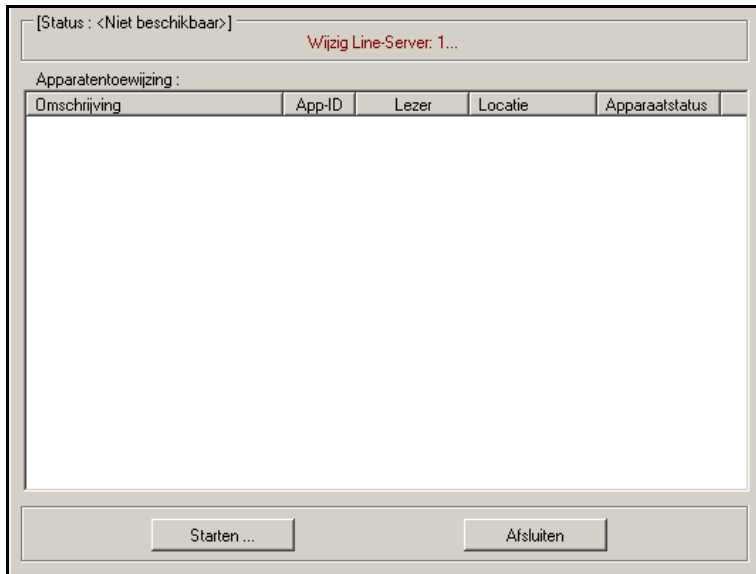 [Status : <Niet beschikbaar>]
Wijzig Line-Server: 1...
Apparatentoewijzing :
Omschrijving App-ID Lezer Locatie Apparaatstatus
Starten ... Afsluiten